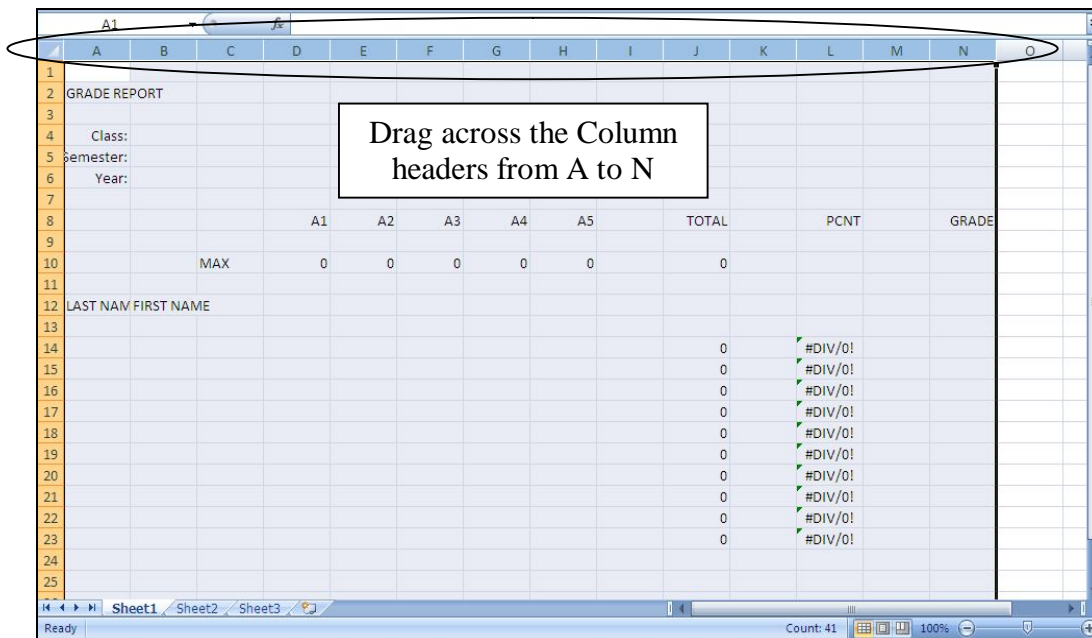 A1 fx
A B C D E F G H I J K L M N O
1
2 GRADE REPORT
3
4 Class:
5 Semester:
6 Year:
7
Drag across the Column
headers from A to N
8 A1 A2 A3 A4 A5 TOTAL PCNT GRADE
9
10 MAX 0 0 0 0 0 0
11
12 LAST NAM FIRST NAME
13
14 0 #DIV/0!
15 0 #DIV/0!
16 0 #DIV/0!
17 0 #DIV/0!
18 0 #DIV/0!
19 0 #DIV/0!
20 0 #DIV/0!
21 0 #DIV/0!
22 0 #DIV/0!
23 0 #DIV/0!
24
25
Sheet1 Sheet2 Sheet3
Ready Count: 41 100%